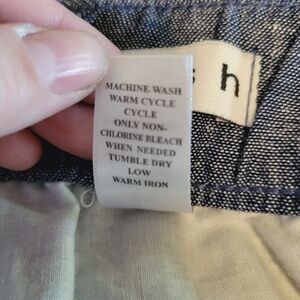 h
MACHINE WASH
WARM CYCLE
CYCLE
ONLY NON-
CHLORINE BLEACH
WHEN NEEDED
TUMBLE DRY
LOW
WARM IRON